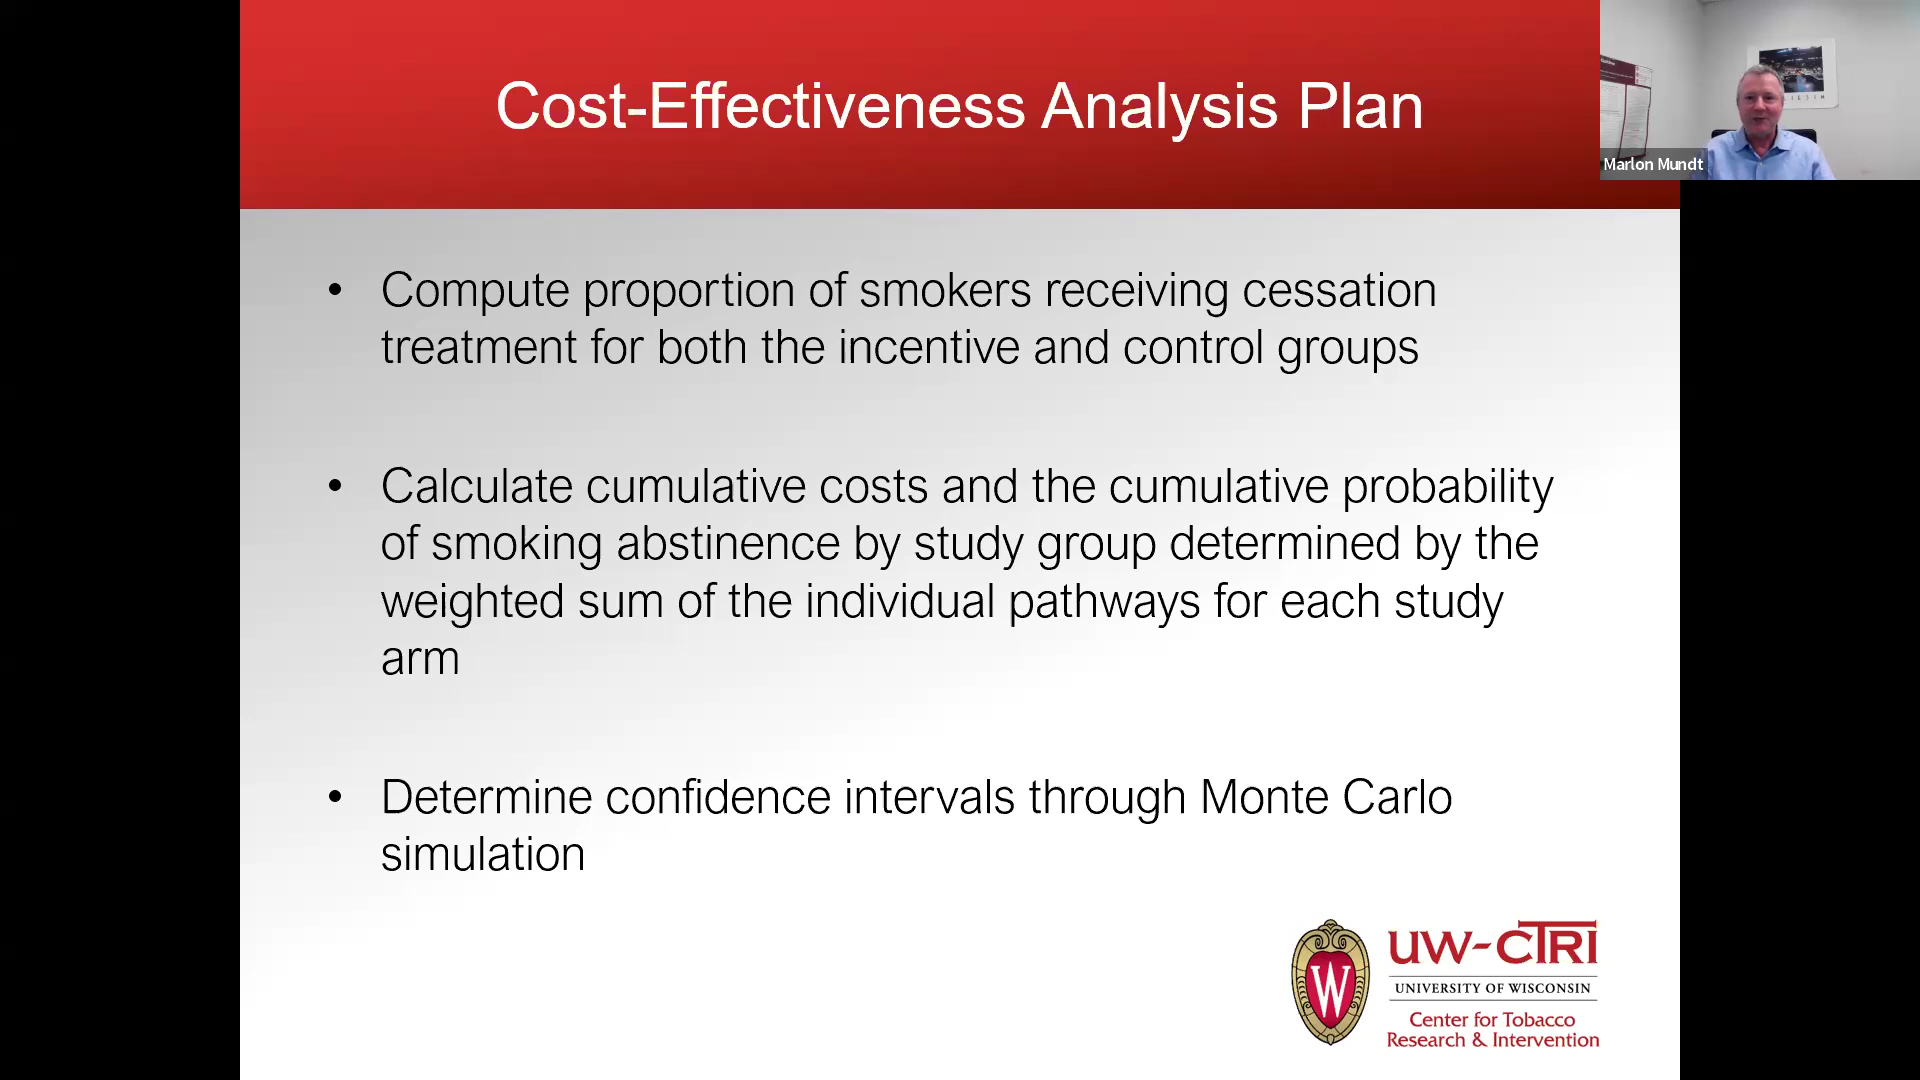 Cost-Effectiveness Analysis Plan
Marlon Mundt
• Compute proportion of smokers receiving cessation
treatment for both the incentive and control groups
• Calculate cumulative costs and the cumulative probability
of smoking abstinence by study group determined by the
weighted sum of the individual pathways for each study
arm
• Determine confidence intervals through Monte Carlo
simulation
W
UW-CTRI
UNIVERSITY OF WISCONSIN
Center for Tobacco
Research & Intervention